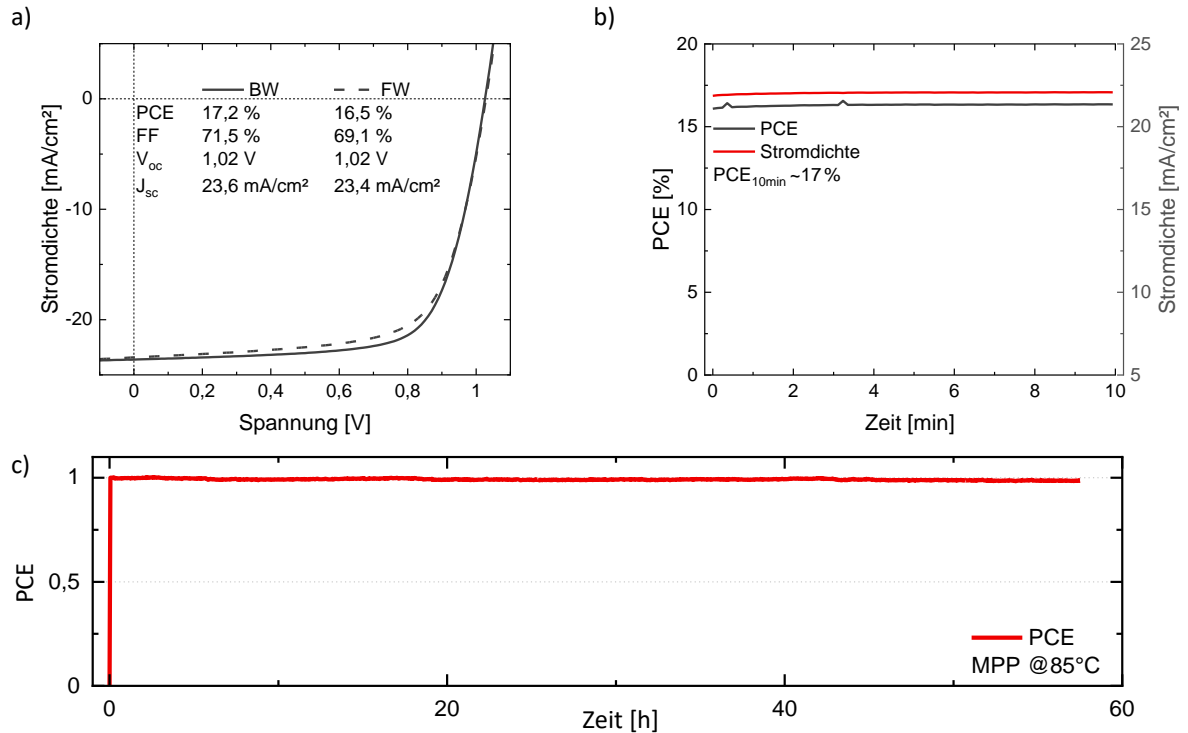 a)
BW FW
PCE 17,2 % 16,5 %
FF 71,5 % 69,1 %
Voc 1,02 V 1,02 V
Jsc 23,6 mA/cm² 23,4 mA/cm²
0
-10
-20
Stromdichte [mA/cm²]
0 0,2 0,4 0,6 0,8 1
Spannung [V]
b)
20
15
10
5
0
PCE [%]
PCE
Stromdichte
PCE10min ~17 %
25
20
15
10
5
Stromdichte [mA/cm²]
0 2 4 6 8 10
Zeit [min]
c)
1
0,5
0
PCE
PCE
MPP @85°C
0 20 40 60
Zeit [h]